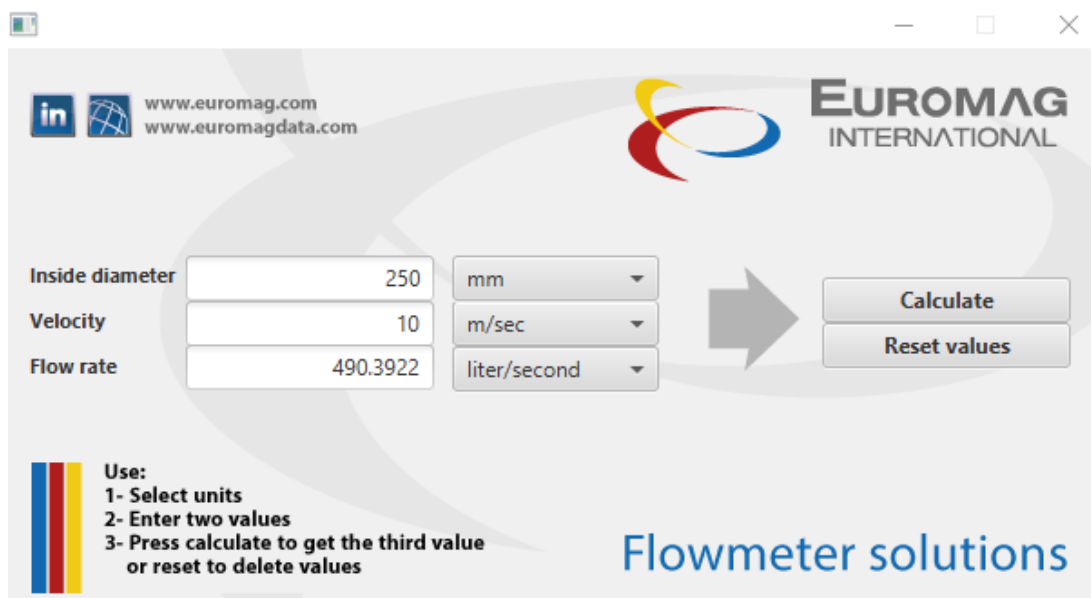 in
www.euromag.com
www.euromagdata.com
EUROMAG
INTERNATIONAL
Inside diameter 250 mm
Velocity 10 m/sec
Flow rate 490.3922 liter/second
Calculate
Reset values
Use:
1- Select units
2- Enter two values
3- Press calculate to get the third value
or reset to delete values
Flowmeter solutions